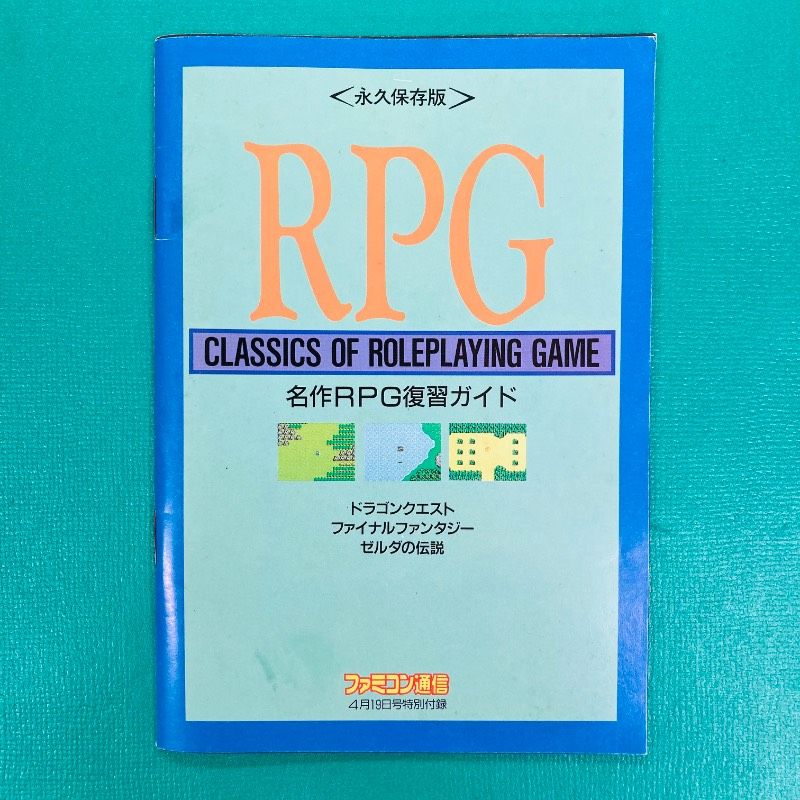 <永久保存版>
RPG
CLASSICS OF ROLEPLAYING GAME
名作RPG復習ガイド
ドラゴンクエスト
ファイナルファンタジー
ゼルダの伝説
ファミコン通信
4月19日号特別付録